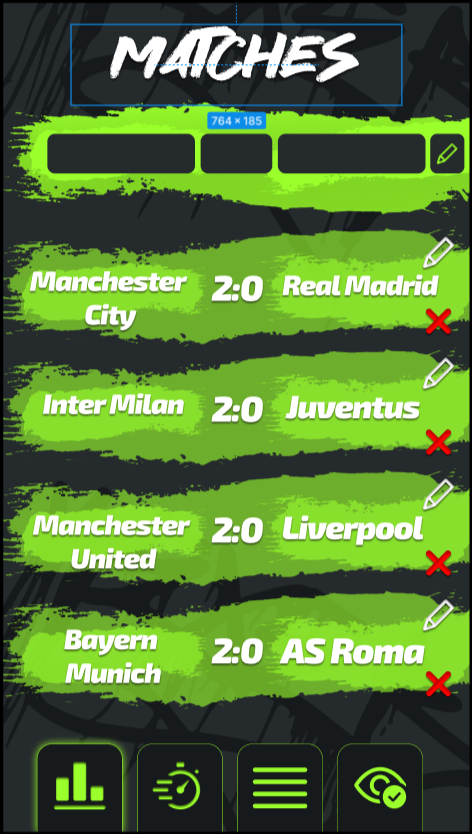 MATCHES
764 × 185
Manchester
City
2:0
Real Madrid
Inter Milan
2:0
Juventus
Manchester
United
2:0
Liverpool
Bayern
Munich
2:0
AS Roma